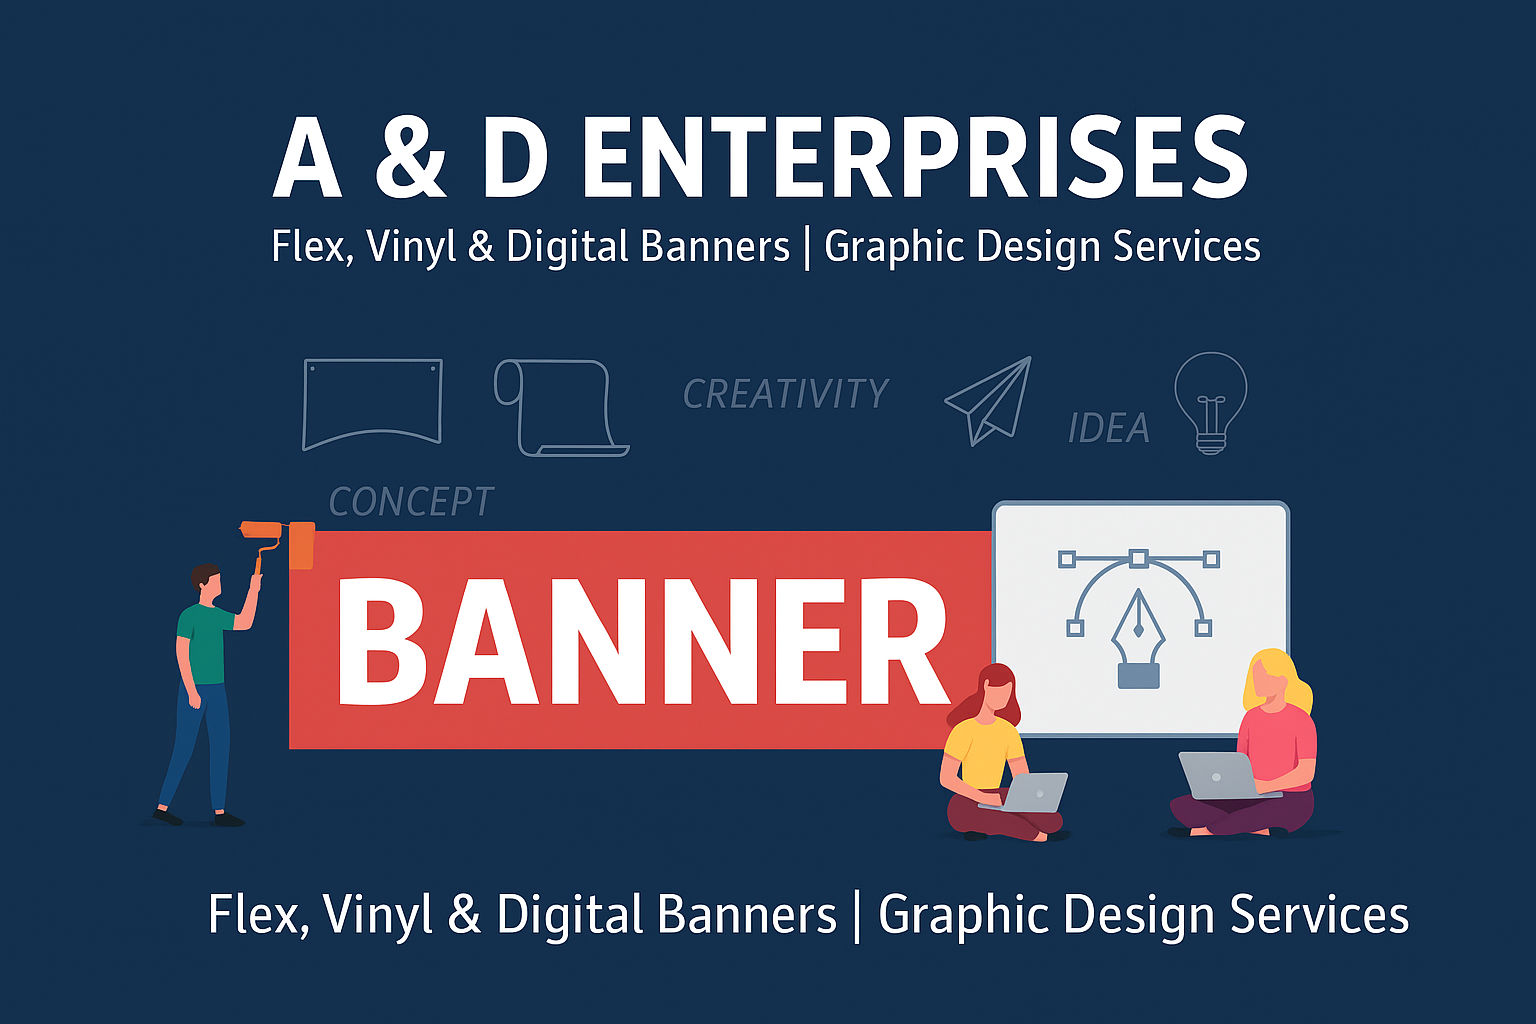 A & D ENTERPRISES
Flex, Vinyl & Digital Banners | Graphic Design Services
CREATIVITY
IDEA
CONCEPT
BANNER
Flex, Vinyl & Digital Banners | Graphic Design Services